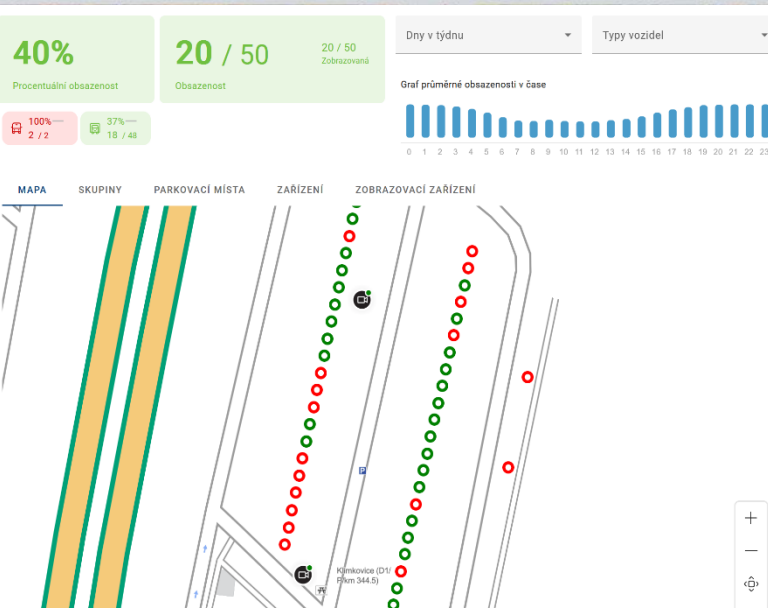 40%
Procentuální obsazenost
20 / 50
Obsazenost
20 / 50
Zobrazovaná
100%
2 / 2
37%
18 / 48
Dny v týdnu
Typy vozidel
Graf průměrné obsazenosti v čase
0 1 2 3 4 5 6 7 8 9 10 11 12 13 14 15 16 17 18 19 20 21 22 23
MAPA SKUPINY PARKOVACÍ MÍSTA ZAŘÍZENÍ ZOBRAZOVACÍ ZAŘÍZENÍ
P
Klimkovice (D1/
P/km 344.5)